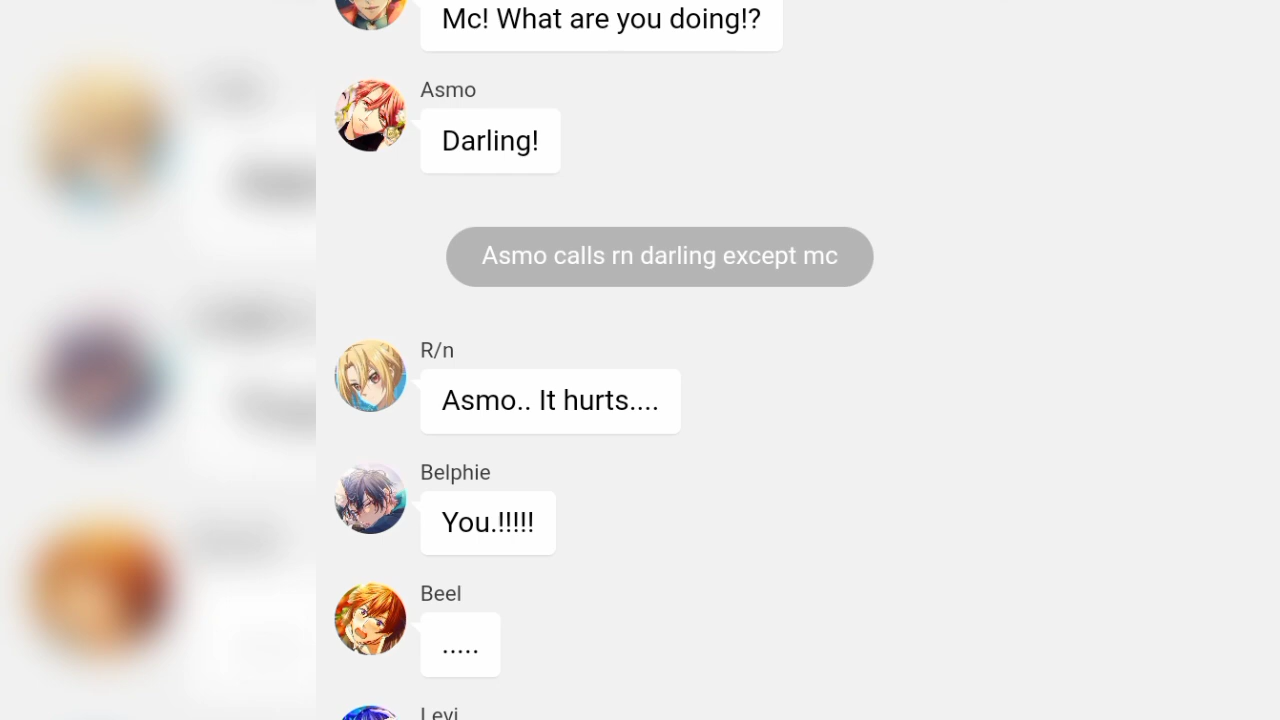 Mc! What are you doing!?
Asmo
Darling!
Asmo calls rn darling except mc
R/n
Asmo.. It hurts....
Belphie
You.!!!!!
Beel
.....
Levi